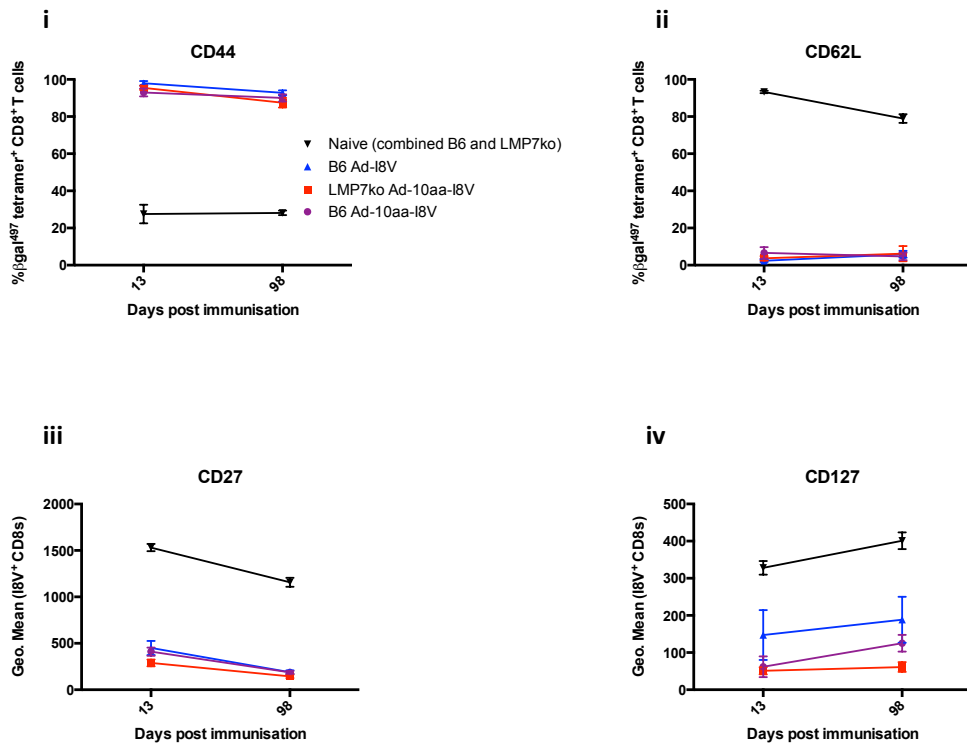 i
CD44
%βgal⁴⁹⁷ tetramer⁺ CD8⁺ T cells
100
80
60
40
20
0
13
98
Days post immunisation
Naive (combined B6 and LMP7ko)
B6 Ad-I8V
LMP7ko Ad-10aa-I8V
B6 Ad-10aa-I8V
ii
CD62L
%βgal⁴⁹⁷ tetramer⁺ CD8⁺ T cells
100
80
60
40
20
0
13
98
Days post immunisation
iii
CD27
Geo. Mean (I8V⁺ CD8s)
2000
1500
1000
500
0
13
98
Days post immunisation
iv
CD127
Geo. Mean (I8V⁺ CD8s)
500
400
300
200
100
0
13
98
Days post immunisation